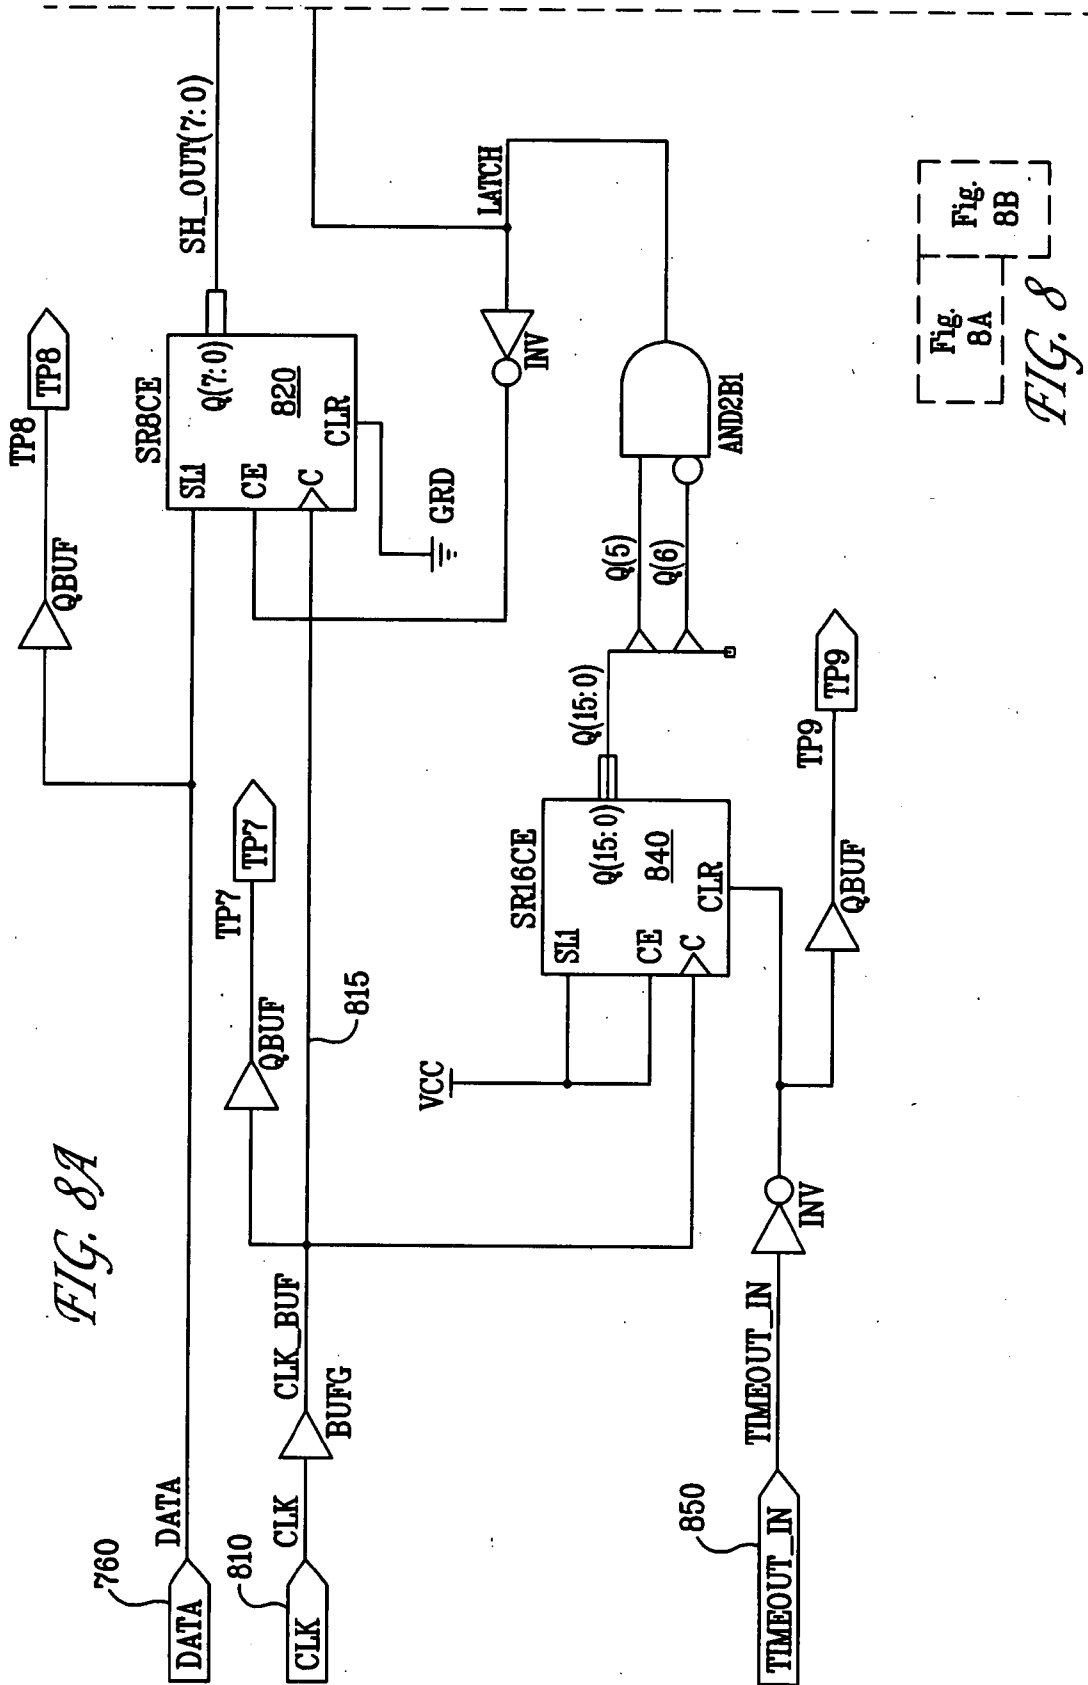 FIG. 8A
760
DATA
DATA
TP8
TP8
QBUF
SR8CE
SL1
Q(7:0)
CE
820
C
CLR
GRD
SH_OUT(7:0)
810
CLK
CLK
BUFG
CLK_BUF
QBUF
TP7
TP7
815
LATCH
INV
VCC
SR16CE
SL1
Q(15:0)
CE
840
C
CLR
Q(15:0)
Q(5)
Q(6)
AND2B1
850
TIMEOUT_IN
TIMEOUT_IN
INV
QBUF
TP9
TP9
Fig.
8A
Fig.
8B
FIG. 8